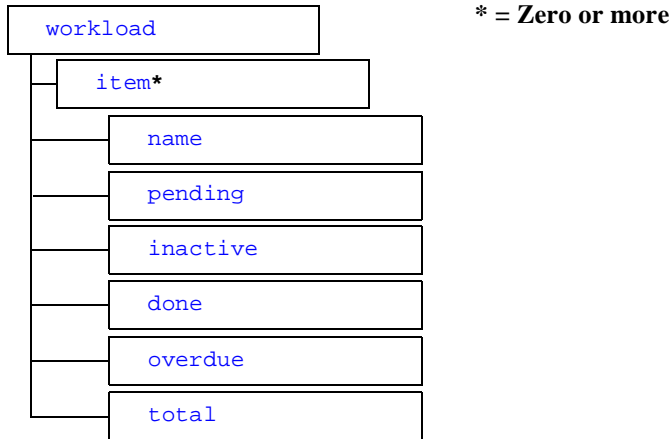 workload
* = Zero or more
item*
name
pending
inactive
done
overdue
total